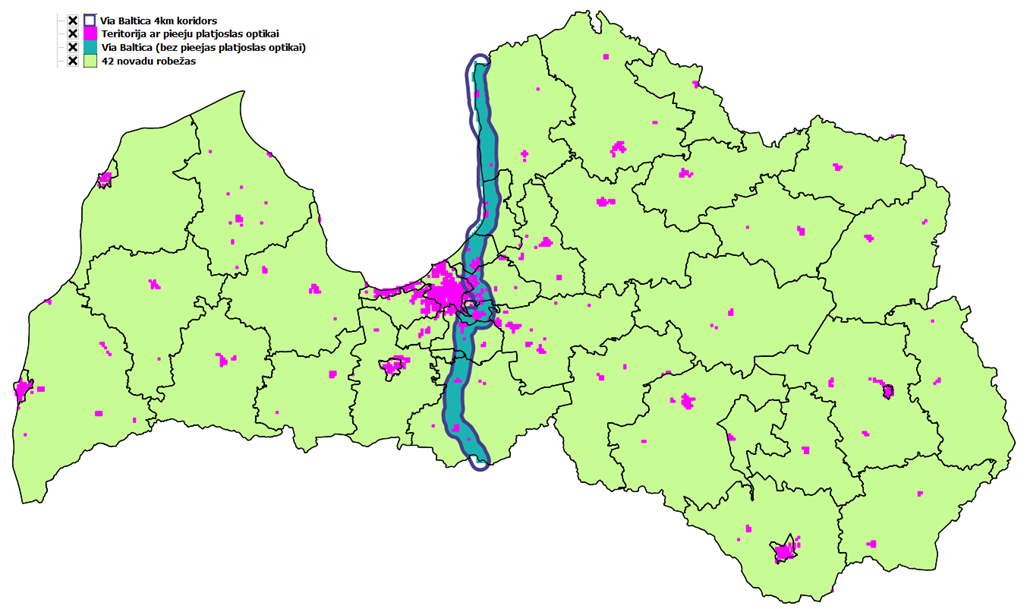 Via Baltica 4km koridors
Teritorija ar pieeju platjoslas optikai
Via Baltica (bez pieejas platjoslas optikai)
42 novadu robežas